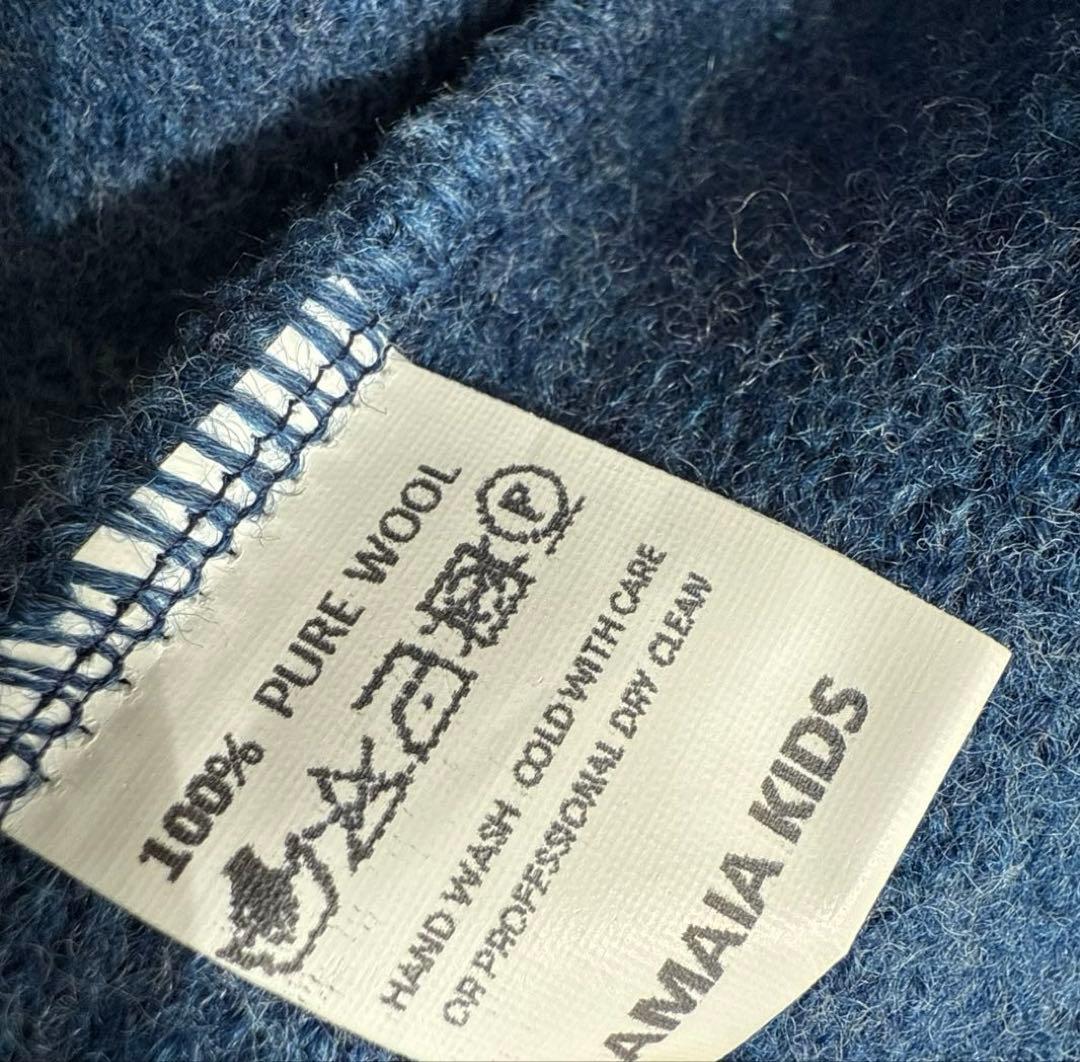 100% PURE WOOL
P
HAND WASH COLD WITH CARE
OR PROFESSIONAL DRY CLEAN
AMAIA KIDS